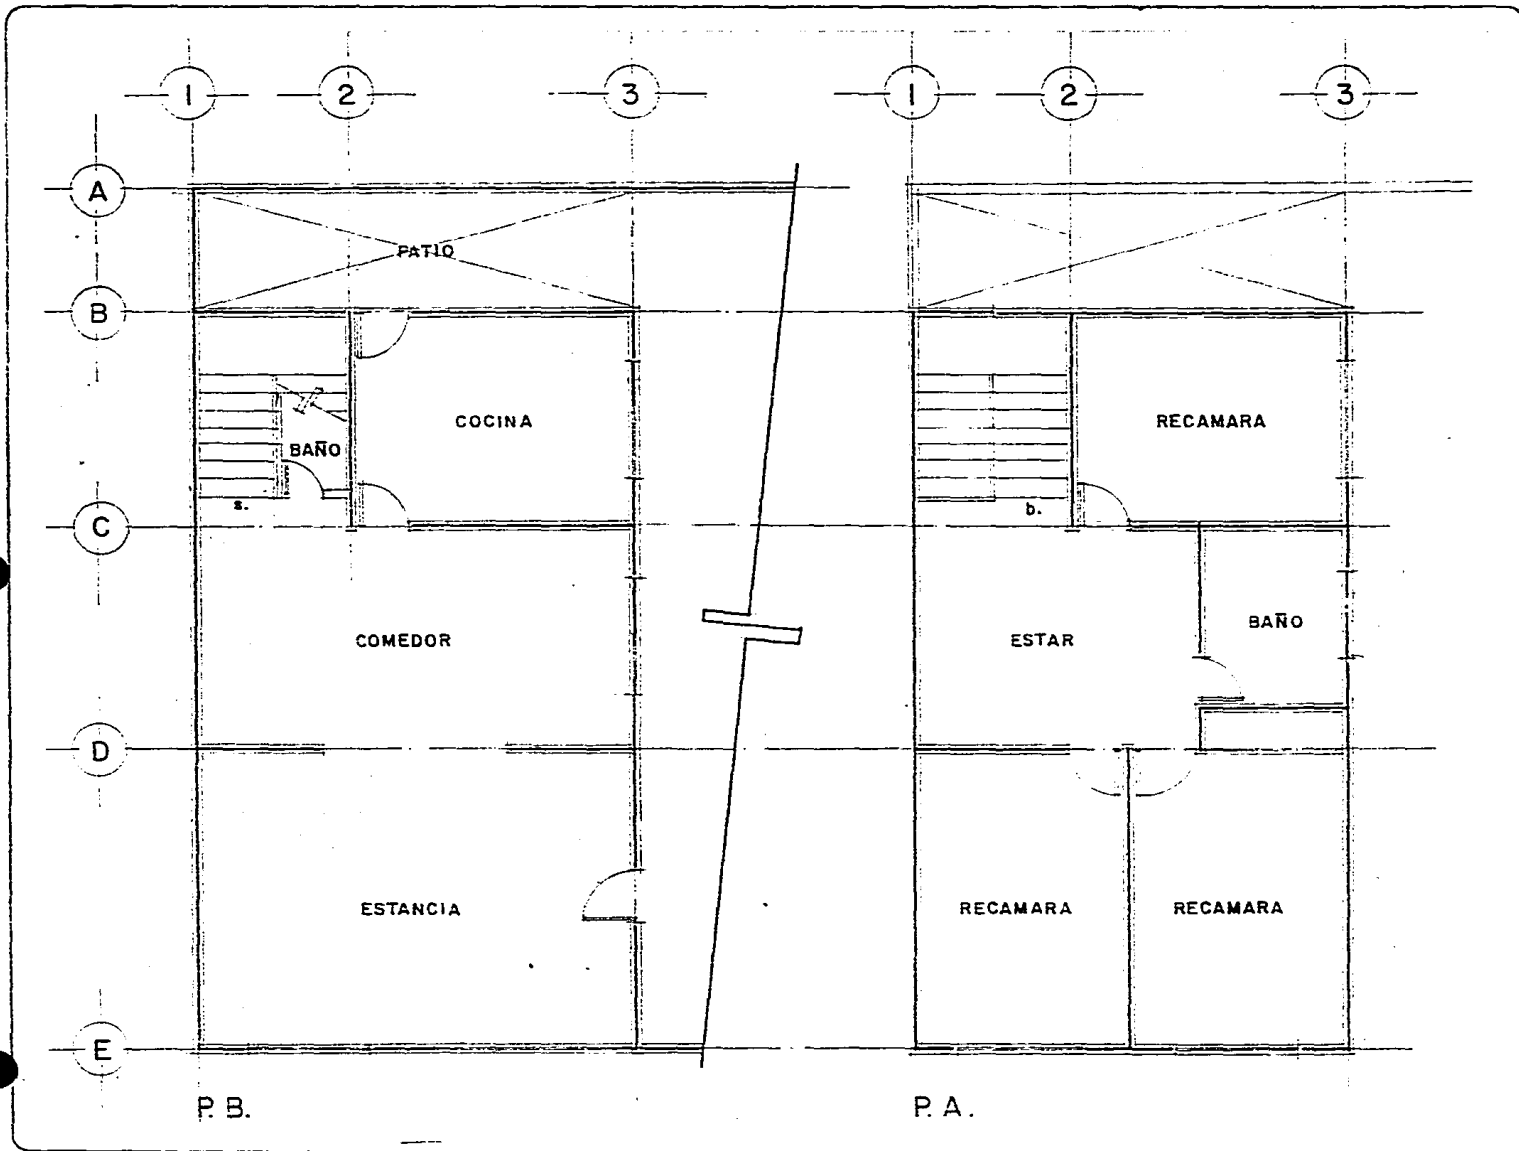 1 2 3 1 2 3
A
PATIO
B
COCINA
RECAMARA
BAÑO
s.
b.
C
COMEDOR
ESTAR
BAÑO
D
ESTANCIA
RECAMARA
RECAMARA
E
P. B.
P. A.